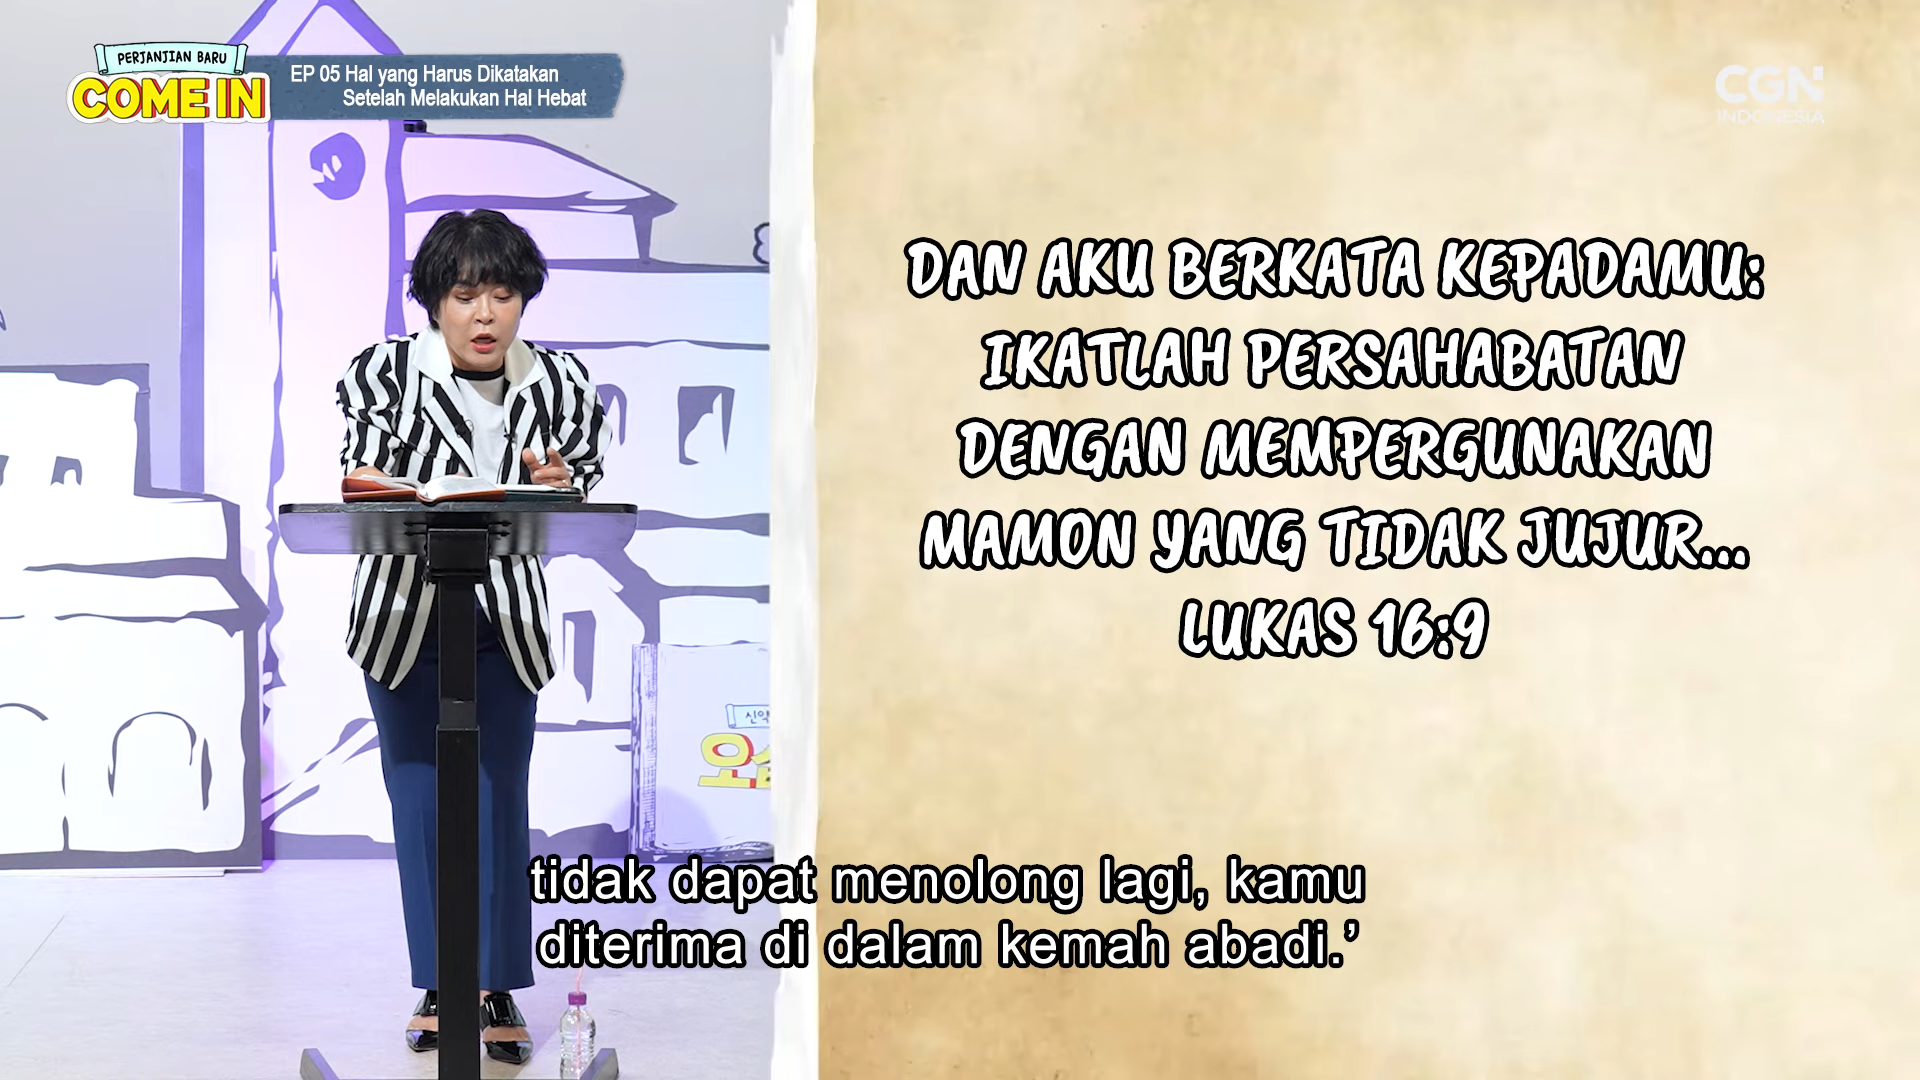 PERJANJIAN BARU
COME IN
EP 05 Hal yang Harus Dikatakan
Setelah Melakukan Hal Hebat
CGN
INDONESIA
DAN AKU BERKATA KEPADAMU:
IKATLAH PERSAHABATAN
DENGAN MEMPERGUNAKAN
MAMON YANG TIDAK JUJUR...
LUKAS 16:9
신약
tidak dapat menolong lagi, kamu
diterima di dalam kemah abadi.’